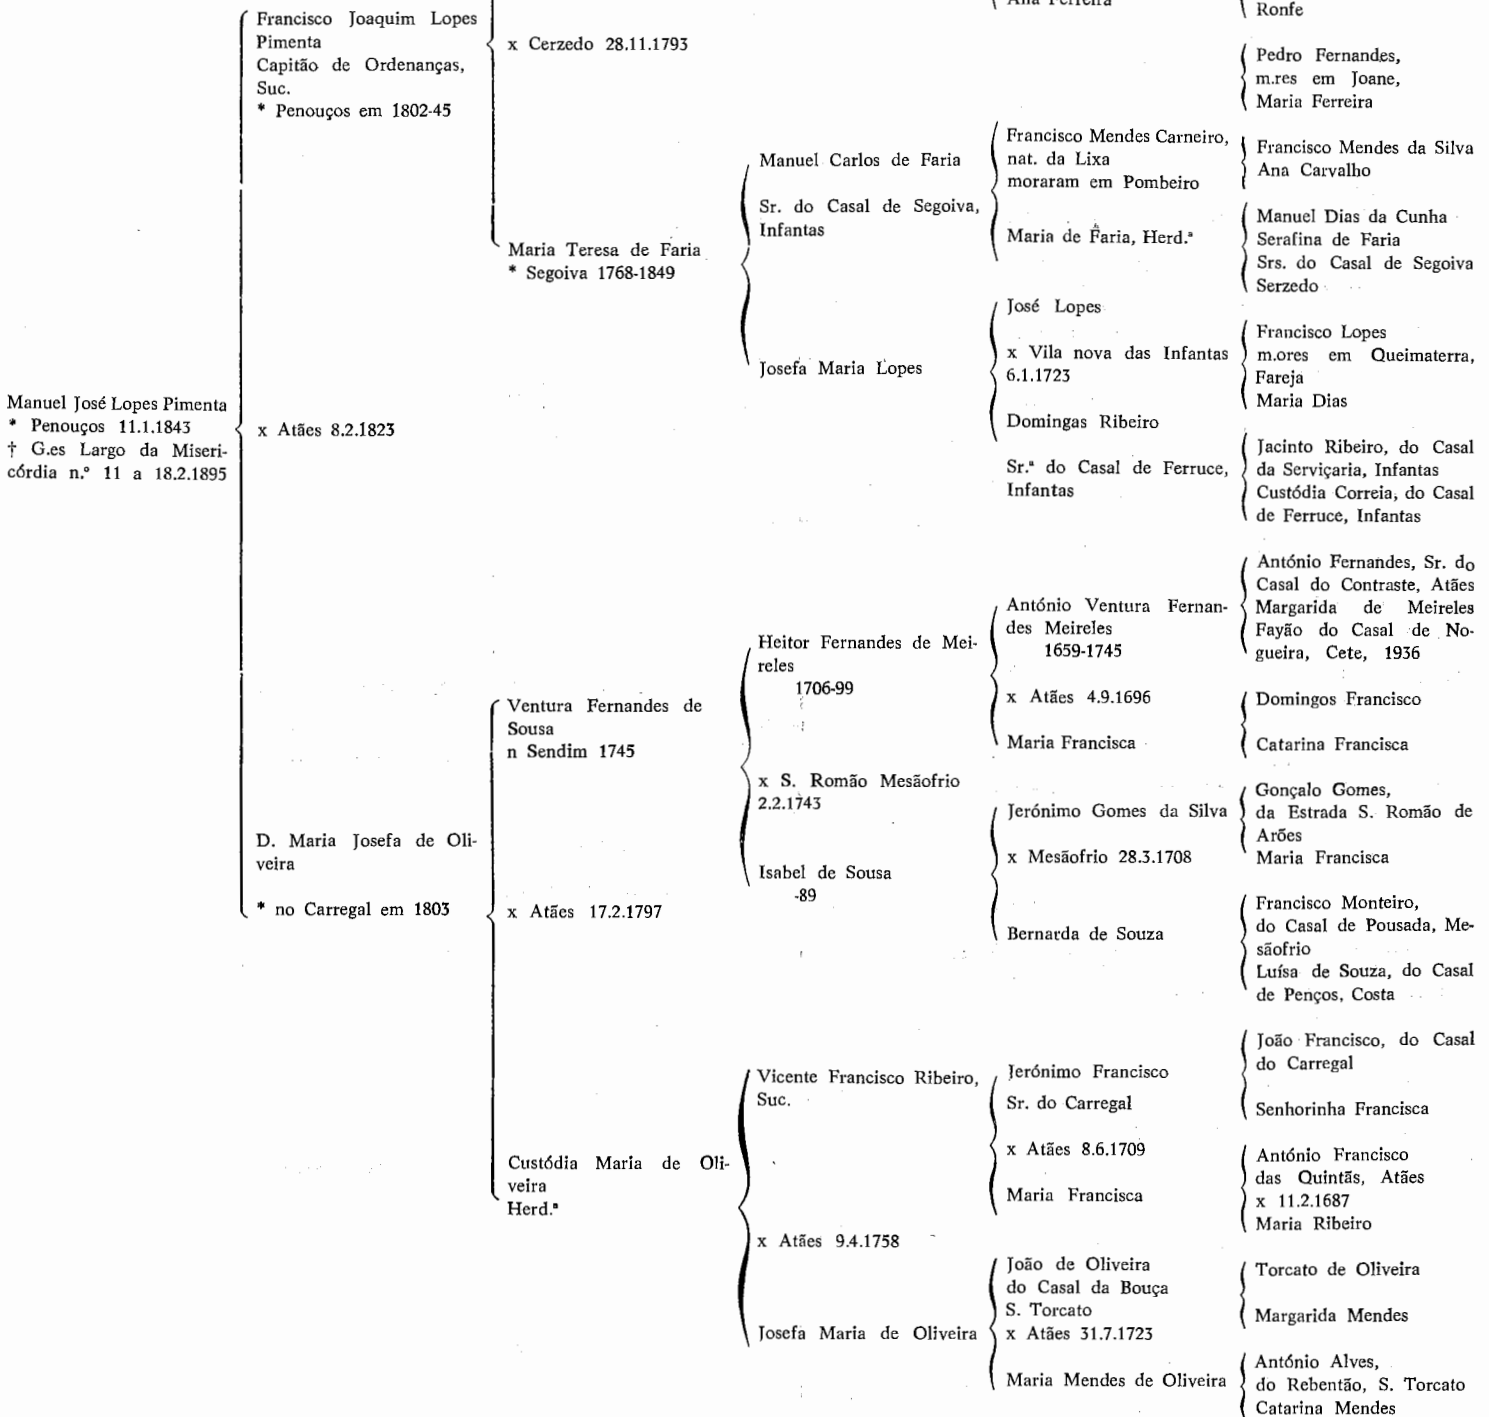 Francisco Joaquim Lopes
Pimenta
Capitão de Ordenanças,
Suc.
* Penouços em 1802-45
x Cerzedo 28.11.1793
Ana Ferreira
Ronfe
Pedro Fernandes,
m.res em Joane,
Maria Ferreira
Manuel Carlos de Faria
Sr. do Casal de Segoiva,
Infantas
Francisco Mendes Carneiro,
nat. da Lixa
moraram em Pombeiro
Maria de Faria, Herd.ª
Francisco Mendes da Silva
Ana Carvalho
Manuel Dias da Cunha
Serafina de Faria
Srs. do Casal de Segoiva
Serzedo
Maria Teresa de Faria
* Segoiva 1768-1849
Josefa Maria Lopes
José Lopes
x Vila nova das Infantas
6.1.1723
Domingas Ribeiro
Sr.ª do Casal de Ferruce,
Infantas
Francisco Lopes
m.ores em Queimaterra,
Fareja
Maria Dias
Jacinto Ribeiro, do Casal
da Serviçaria, Infantas
Custódia Correia, do Casal
de Ferruce, Infantas
Manuel José Lopes Pimenta
* Penouços 11.1.1843
† G.es Largo da Miseri-
córdia n.º 11 a 18.2.1895
x Atães 8.2.1823
D. Maria Josefa de Oli-
veira
* no Carregal em 1803
Ventura Fernandes de
Sousa
n Sendim 1745
x Atães 17.2.1797
Heitor Fernandes de Mei-
reles
1706-99
x S. Romão Mesãofrio
2.2.1743
Isabel de Sousa
-89
António Ventura Fernan-
des Meireles
1659-1745
x Atães 4.9.1696
Maria Francisca
António Fernandes, Sr. do
Casal do Contraste, Atães
Margarida de Meireles
Fayão do Casal de No-
gueira, Cete, 1936
Domingos Francisco
Catarina Francisca
Jerónimo Gomes da Silva
x Mesãofrio 28.3.1708
Bernarda de Souza
Gonçalo Gomes,
da Estrada S. Romão de
Arões
Maria Francisca
Francisco Monteiro,
do Casal de Pousada, Me-
sãofrio
Luísa de Souza, do Casal
de Penços, Costa
Custódia Maria de Oli-
veira
Herd.ª
Vicente Francisco Ribeiro,
Suc.
x Atães 9.4.1758
Josefa Maria de Oliveira
Jerónimo Francisco
Sr. do Carregal
x Atães 8.6.1709
Maria Francisca
João Francisco, do Casal
do Carregal
Senhorinha Francisca
António Francisco
das Quintãs, Atães
x 11.2.1687
Maria Ribeiro
João de Oliveira
do Casal da Bouça
S. Torcato
x Atães 31.7.1723
Maria Mendes de Oliveira
Torcato de Oliveira
Margarida Mendes
António Alves,
do Rebentão, S. Torcato
Catarina Mendes